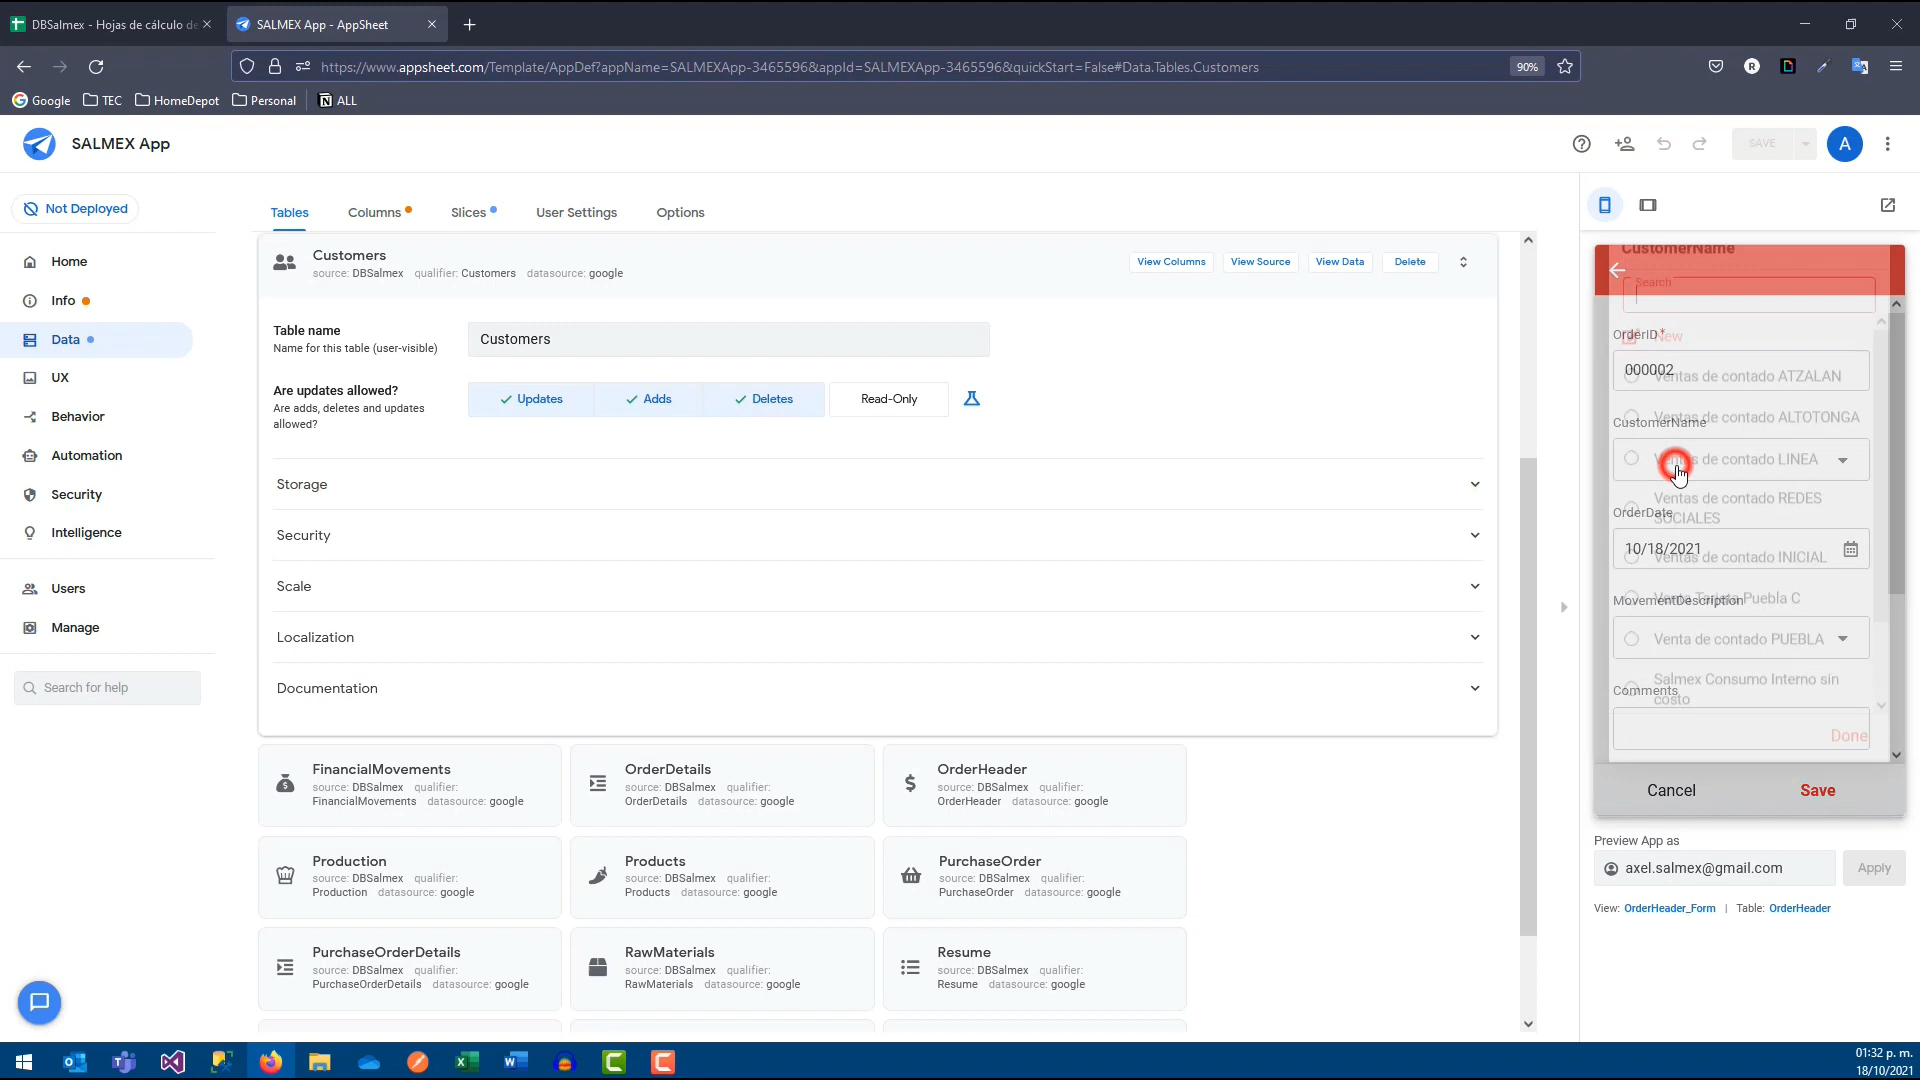 DBSalmex - Hojas de cálculo de
SALMEX App - AppSheet
https://www.appsheet.com/Template/AppDef?appName=SALMEXApp-3465596&appId=SALMEXApp-3465596&quickStart=False#Data.Tables.Customers
90%
Google
TEC
HomeDepot
Personal
ALL
SALMEX App
SAVE
A
Not Deployed
Home
Info
Data
UX
Behavior
Automation
Security
Intelligence
Users
Manage
Search for help
Tables
Columns
Slices
User Settings
Options
Customers
source: DBSalmex qualifier: Customers datasource: google
View Columns
View Source
View Data
Delete
Table name
Name for this table (user-visible)
Customers
Are updates allowed?
Are adds, deletes and updates
allowed?
Updates
Adds
Deletes
Read-Only
Storage
Security
Scale
Localization
Documentation
FinancialMovements
source: DBSalmex qualifier:
FinancialMovements datasource: google
OrderDetails
source: DBSalmex qualifier:
OrderDetails datasource: google
OrderHeader
source: DBSalmex qualifier:
OrderHeader datasource: google
Production
source: DBSalmex qualifier:
Production datasource: google
Products
source: DBSalmex qualifier:
Products datasource: google
PurchaseOrder
source: DBSalmex qualifier:
PurchaseOrder datasource: google
PurchaseOrderDetails
source: DBSalmex qualifier:
PurchaseOrderDetails datasource: google
RawMaterials
source: DBSalmex qualifier:
RawMaterials datasource: google
Resume
source: DBSalmex qualifier:
Resume datasource: google
CustomerName
Search
OrderID*
New
000002
Ventas de contado ATZALAN
Ventas de contado ALTOTONGA
CustomerName
Ventas de contado LINEA
Ventas de contado REDES
SOCIALES
OrderDate
10/18/2021
Ventas de contado INICIAL
Venta Tarjeta Puebla C
MovementDescription
Venta de contado PUEBLA
Salmex Consumo Interno sin
costo
Comments
Done
Cancel
Save
Preview App as
axel.salmex@gmail.com
Apply
View: OrderHeader_Form | Table: OrderHeader
01:32 p. m.
18/10/2021